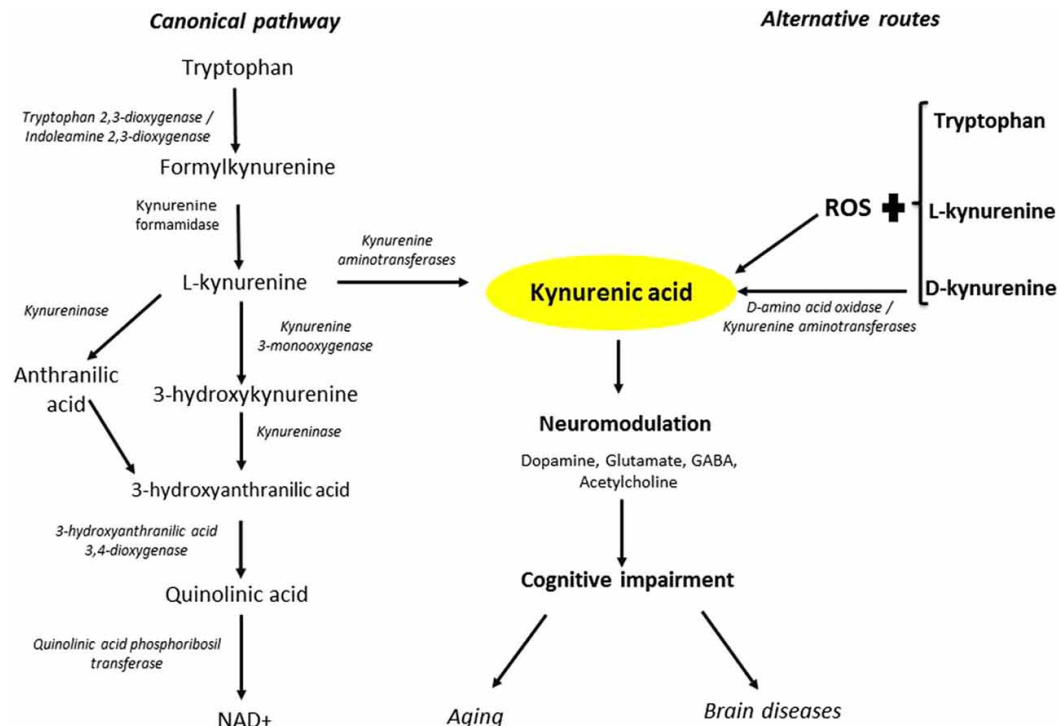 Canonical pathway
Alternative routes
Tryptophan
Tryptophan 2,3-dioxygenase /
Indoleamine 2,3-dioxygenase
Formylkynurenine
Kynurenine
formamidase
L-kynurenine
Kynurenine
aminotransferases
Kynureninase
Kynurenine
3-monooxygenase
Anthranilic
acid
3-hydroxykynurenine
Kynureninase
3-hydroxyanthranilic acid
3-hydroxyanthranilic acid
3,4-dioxygenase
Quinolinic acid
Quinolinic acid phosphoribosil
transferase
NAD+
Kynurenic acid
Tryptophan
ROS
L-kynurenine
D-kynurenine
D-amino acid oxidase /
Kynurenine aminotransferases
Neuromodulation
Dopamine, Glutamate, GABA,
Acetylcholine
Cognitive impairment
Aging
Brain diseases